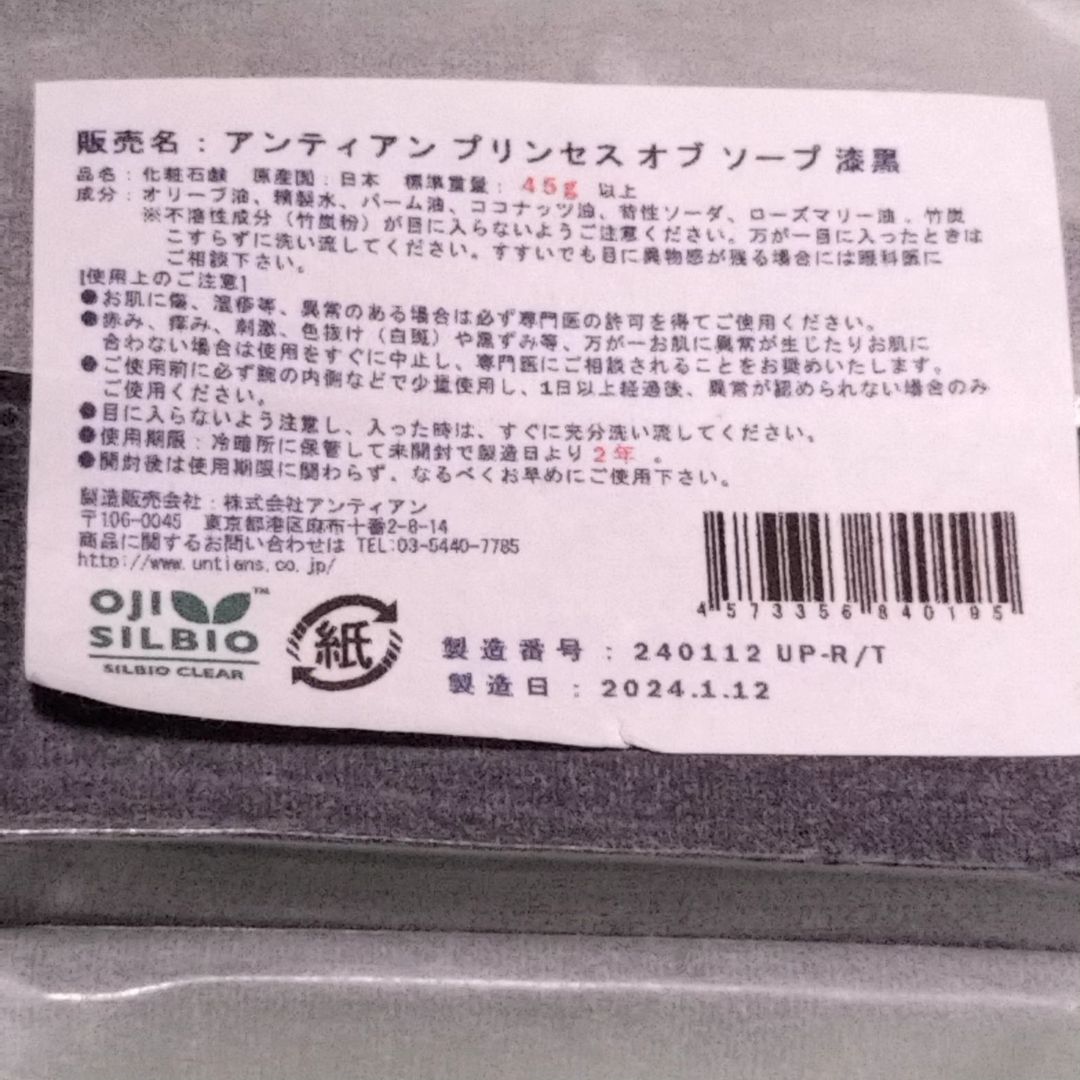 販売名：アンティアン プリンセス オブ ソープ 漆黒
品名：化粧石鹸 原産国：日本 標準重量：45g 以上
成分：オリーブ油、精製水、パーム油、ココナッツ油、苛性ソーダ、ローズマリー油．竹炭
※不溶性成分（竹炭粉）が目に入らないようご注意ください。万が一目に入ったときは
こすらずに洗い流してください。すすいでも目に異物感が残る場合には眼科医に
ご相談下さい。
[使用上のご注意]
●お肌に傷、湿疹等、異常のある場合は必ず専門医の許可を得てご使用ください。
●赤み、痒み、刺激、色抜け（白斑）や黒ずみ等、万が一お肌に異常が生じたりお肌に
合わない場合は使用をすぐに中止し、専門医にご相談されることをお奨めいたします。
●ご使用前に必ず腕の内側などで少量使用し、1日以上経過後、異常が認められない場合のみ
ご使用ください。
●目に入らないよう注意し、入った時は、すぐに充分洗い流してください。
●使用期限：冷暗所に保管して未開封で製造日より2年 。
●開封後は使用期限に関わらず、なるべくお早めにご使用下さい。
製造販売会社：株式会社アンティアン
〒106-0045 東京都港区麻布十番2-8-14
商品に関するお問い合わせは TEL:03-5440-7785
http://www.untians.co.jp/
4573356840195
OJI
SILBIO™
SILBIO CLEAR
紙
製造番号：240112 UP-R/T
製造日：2024.1.12